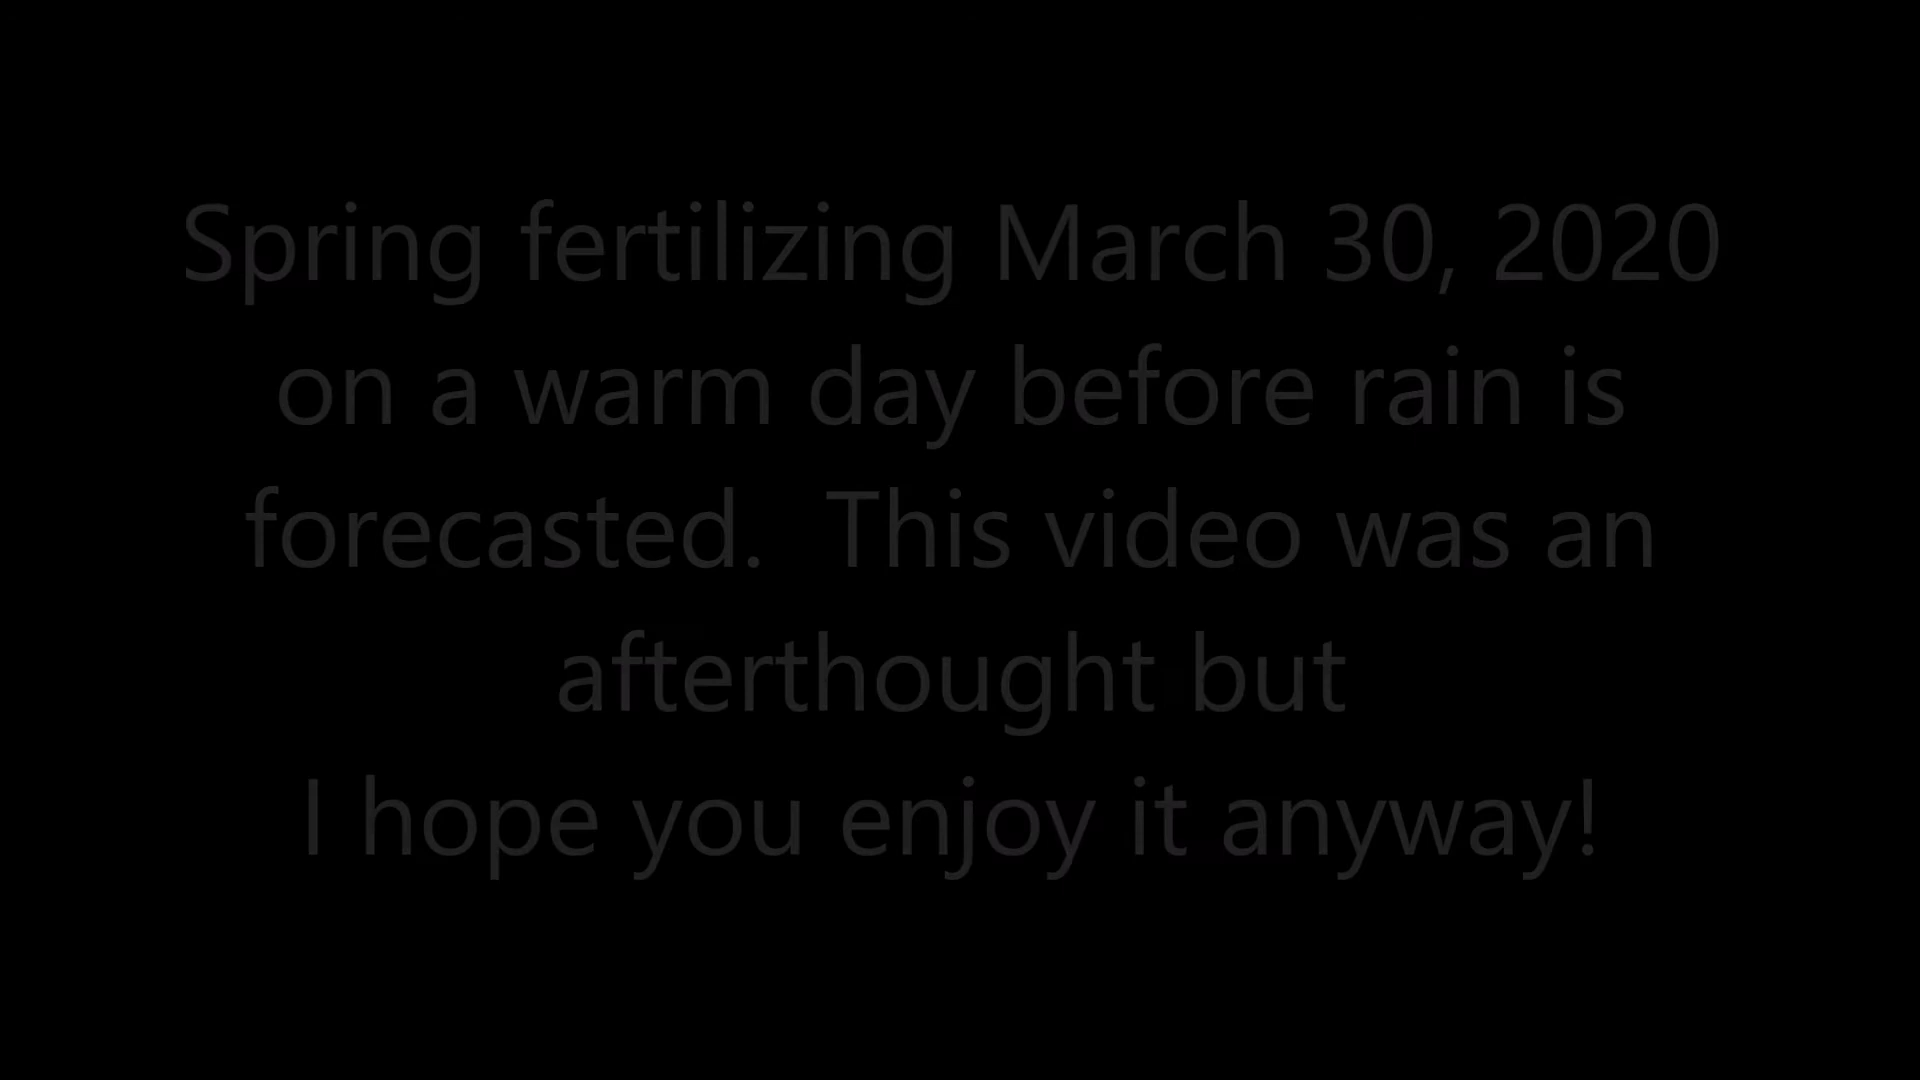 Spring fertilizing March 30, 2020
on a warm day before rain is
forecasted.  This video was an
afterthought but
I hope you enjoy it anyway!